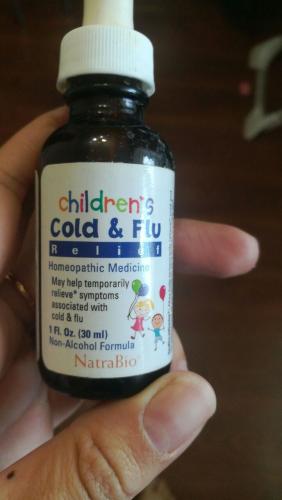 children's
Cold & Flu
Relief
Homeopathic Medicine
May help temporarily
relieve* symptoms
associated with
cold & flu
1 Fl. Oz. (30 ml)
Non-Alcohol Formula
NatraBio®